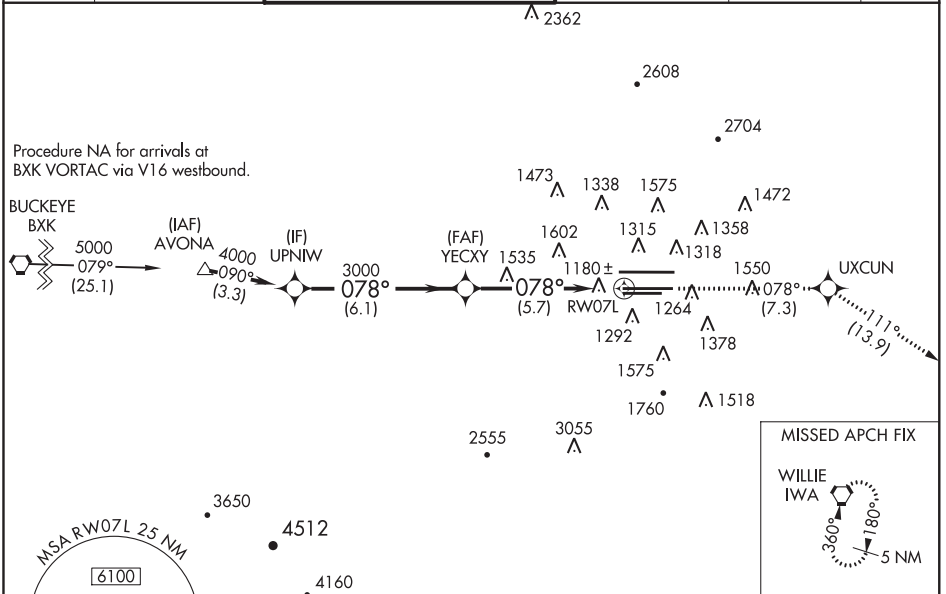 2362
2608
2704
Procedure NA for arrivals at
BXK VORTAC via V16 westbound.
1473
1338
1575
1472
BUCKEYE
BXK
(IAF)
AVONA
(IF)
UPNIW
(FAF)
YECXY
1602
1315
1358
1318
5000
079°
(25.1)
4000
090°
(3.3)
3000
078°
(6.1)
1535
078°
(5.7)
1180 ±
RW07L
1264
1550
078°
(7.3)
UXCUN
111°
(13.9)
1292
1378
1575
1760
1518
2555
3055
MISSED APCH FIX
WILLIE
IWA
360°
180°
5 NM
3650
4512
MSA RW07L 25 NM
6100
4160